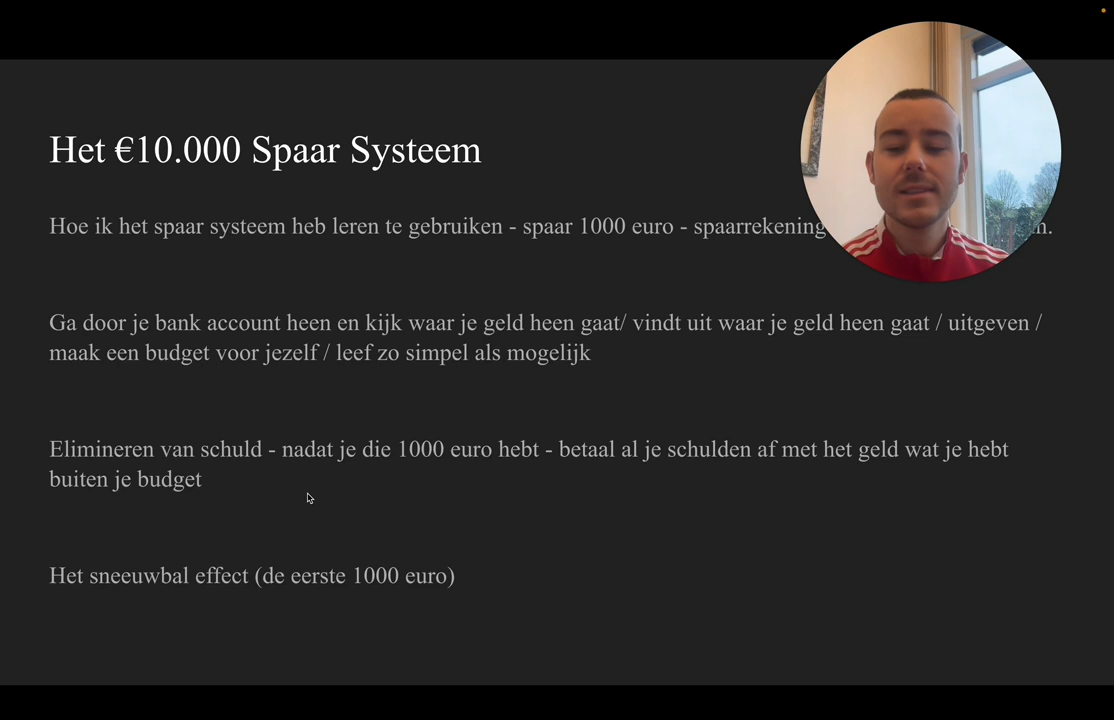 Het €10.000 Spaar Systeem
Hoe ik het spaar systeem heb leren te gebruiken - spaar 1000 euro - spaarrekening
Ga door je bank account heen en kijk waar je geld heen gaat/ vindt uit waar je geld heen gaat / uitgeven /
maak een budget voor jezelf / leef zo simpel als mogelijk
Elimineren van schuld - nadat je die 1000 euro hebt - betaal al je schulden af met het geld wat je hebt
buiten je budget
Het sneeuwbal effect (de eerste 1000 euro)